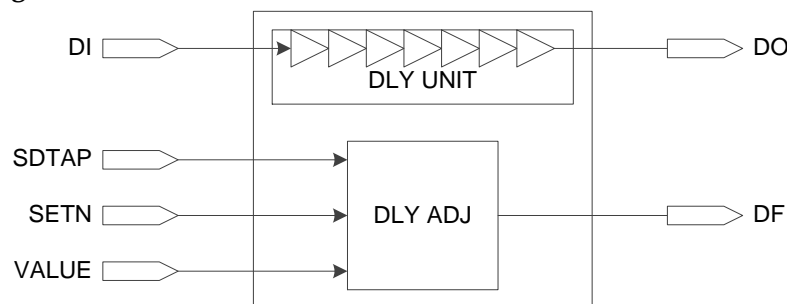 DI
DO
DLY UNIT
SDTAP
SETN
DLY ADJ
DF
VALUE